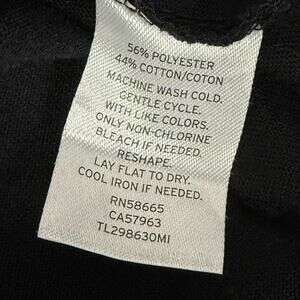 56% POLYESTER
44% COTTON/COTON
MACHINE WASH COLD.
GENTLE CYCLE.
WITH LIKE COLORS.
ONLY NON-CHLORINE
BLEACH IF NEEDED.
RESHAPE.
LAY FLAT TO DRY.
COOL IRON IF NEEDED.
RN58665
CA57963
TL298630MI